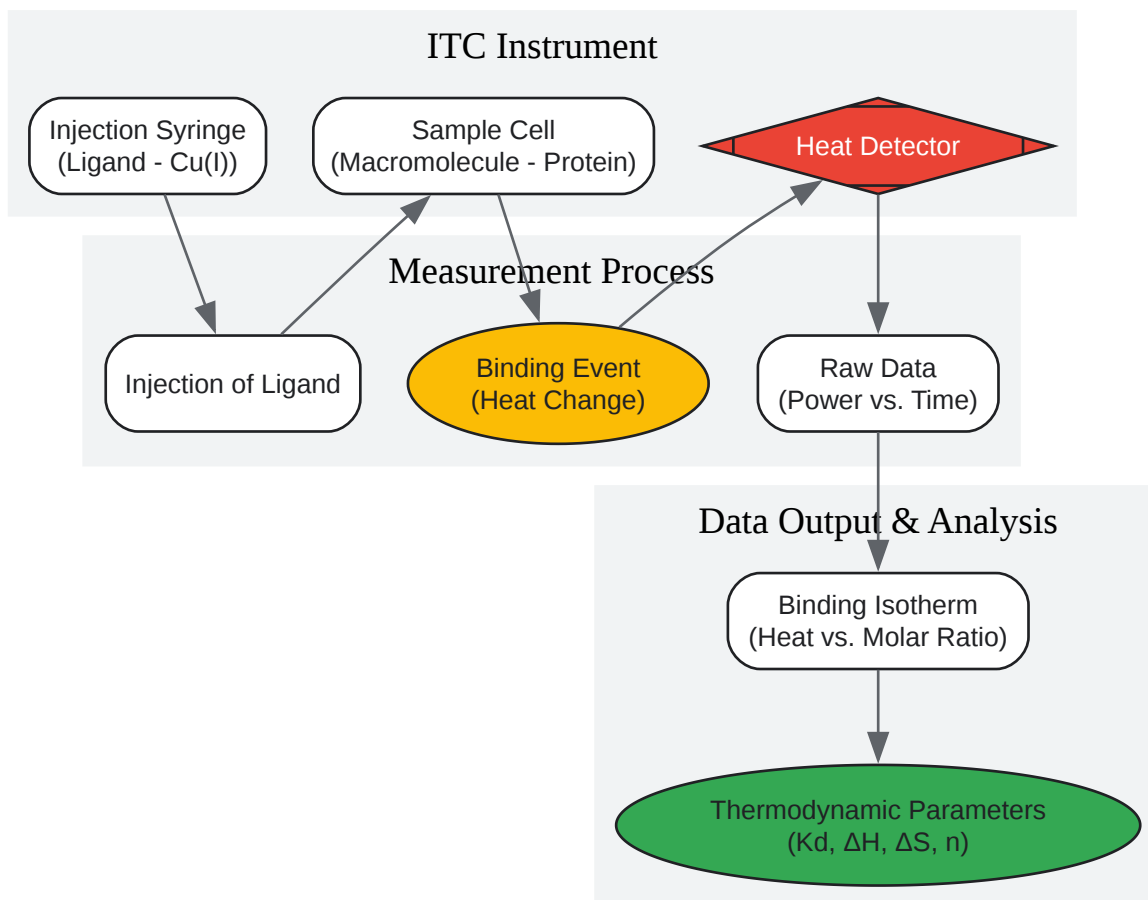 ITC Instrument
Injection Syringe
(Ligand - Cu(I))
Sample Cell
(Macromolecule - Protein)
Heat Detector
Measurement Process
Injection of Ligand
Binding Event
(Heat Change)
Raw Data
(Power vs. Time)
Data Output & Analysis
Binding Isotherm
(Heat vs. Molar Ratio)
Thermodynamic Parameters
(Kd, ΔH, ΔS, n)